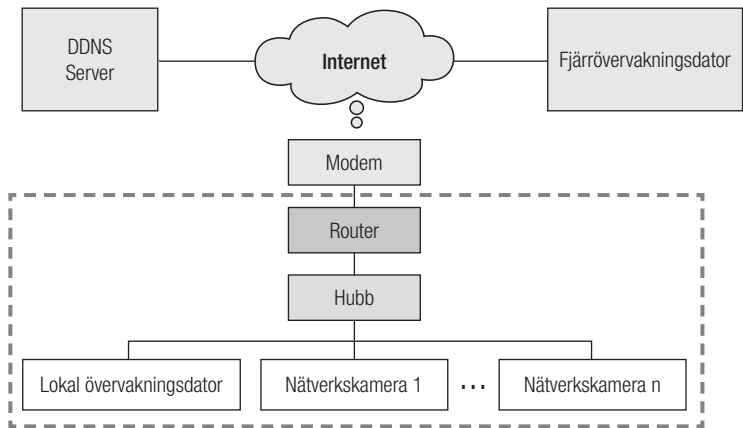 DDNS
Server
Internet
Fjärrövervakningsdator
Modem
Router
Hubb
Lokal övervakningsdator
Nätverkskamera 1
...
Nätverkskamera n